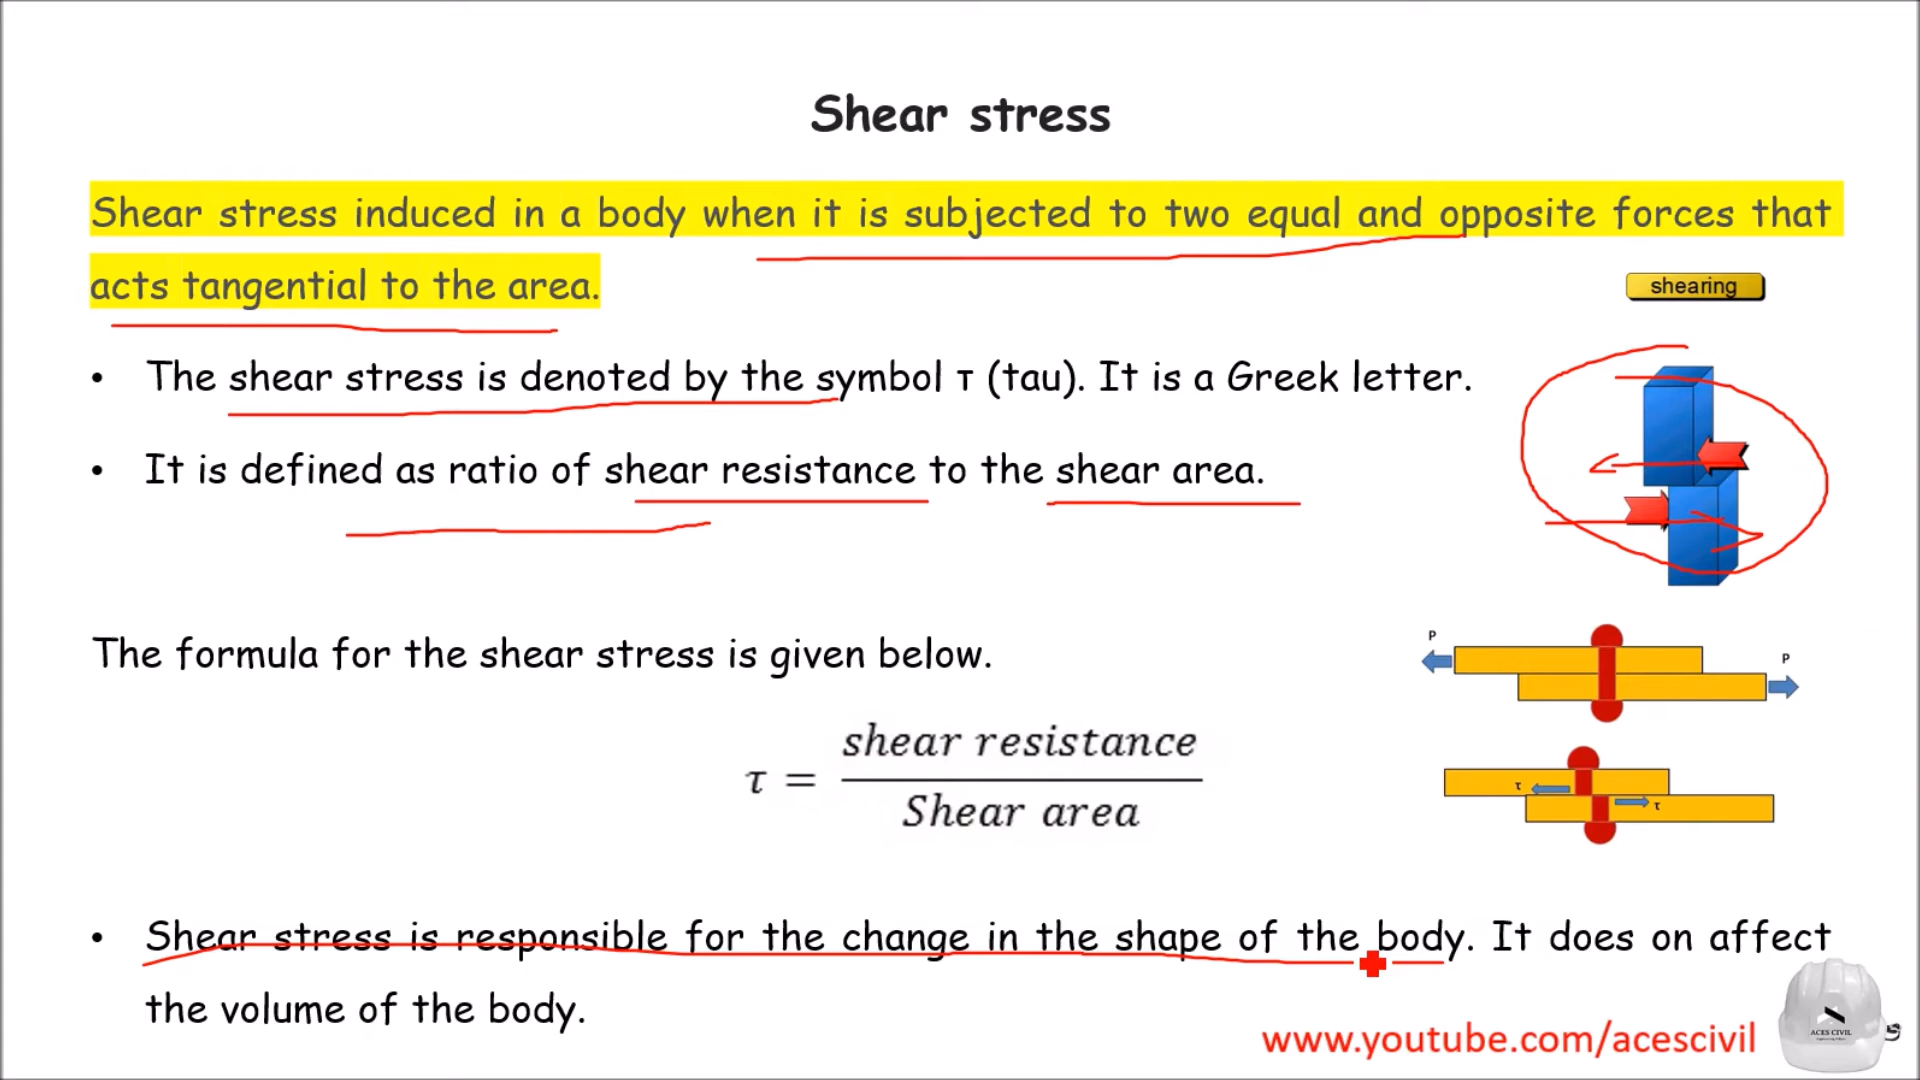 Shear stress
Shear stress induced in a body when it is subjected to two equal and opposite forces that
acts tangential to the area.
shearing
• The shear stress is denoted by the symbol τ (tau). It is a Greek letter.
• It is defined as ratio of shear resistance to the shear area.
The formula for the shear stress is given below.
P
P
τ = shear resistance / Shear area
τ
τ
• Shear stress is responsible for the change in the shape of the body. It does on affect
the volume of the body.
www.youtube.com/acescivil
ACES CIVIL